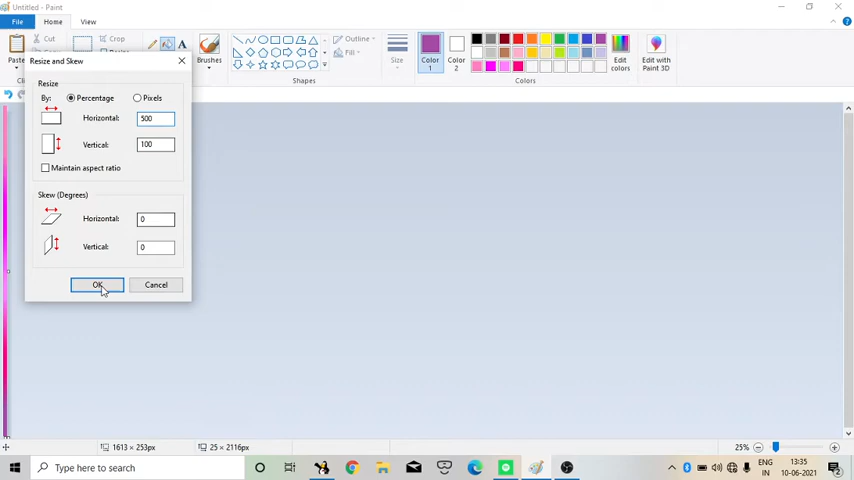 Untitled - Paint
File
Home
View
Cut
Crop
Paste
Brushes
A
Outline
Fill
Shapes
Size
Color
1
Color
2
Colors
Edit
colors
Edit with
Paint 3D
Resize and Skew
Resize
By:
Percentage
Pixels
Horizontal:
500
Vertical:
100
Maintain aspect ratio
Skew (Degrees)
Horizontal:
0
Vertical:
0
OK
Cancel
1613 × 253px
25 × 2116px
25%
Type here to search
ENG
IN
13:35
10-06-2021
2